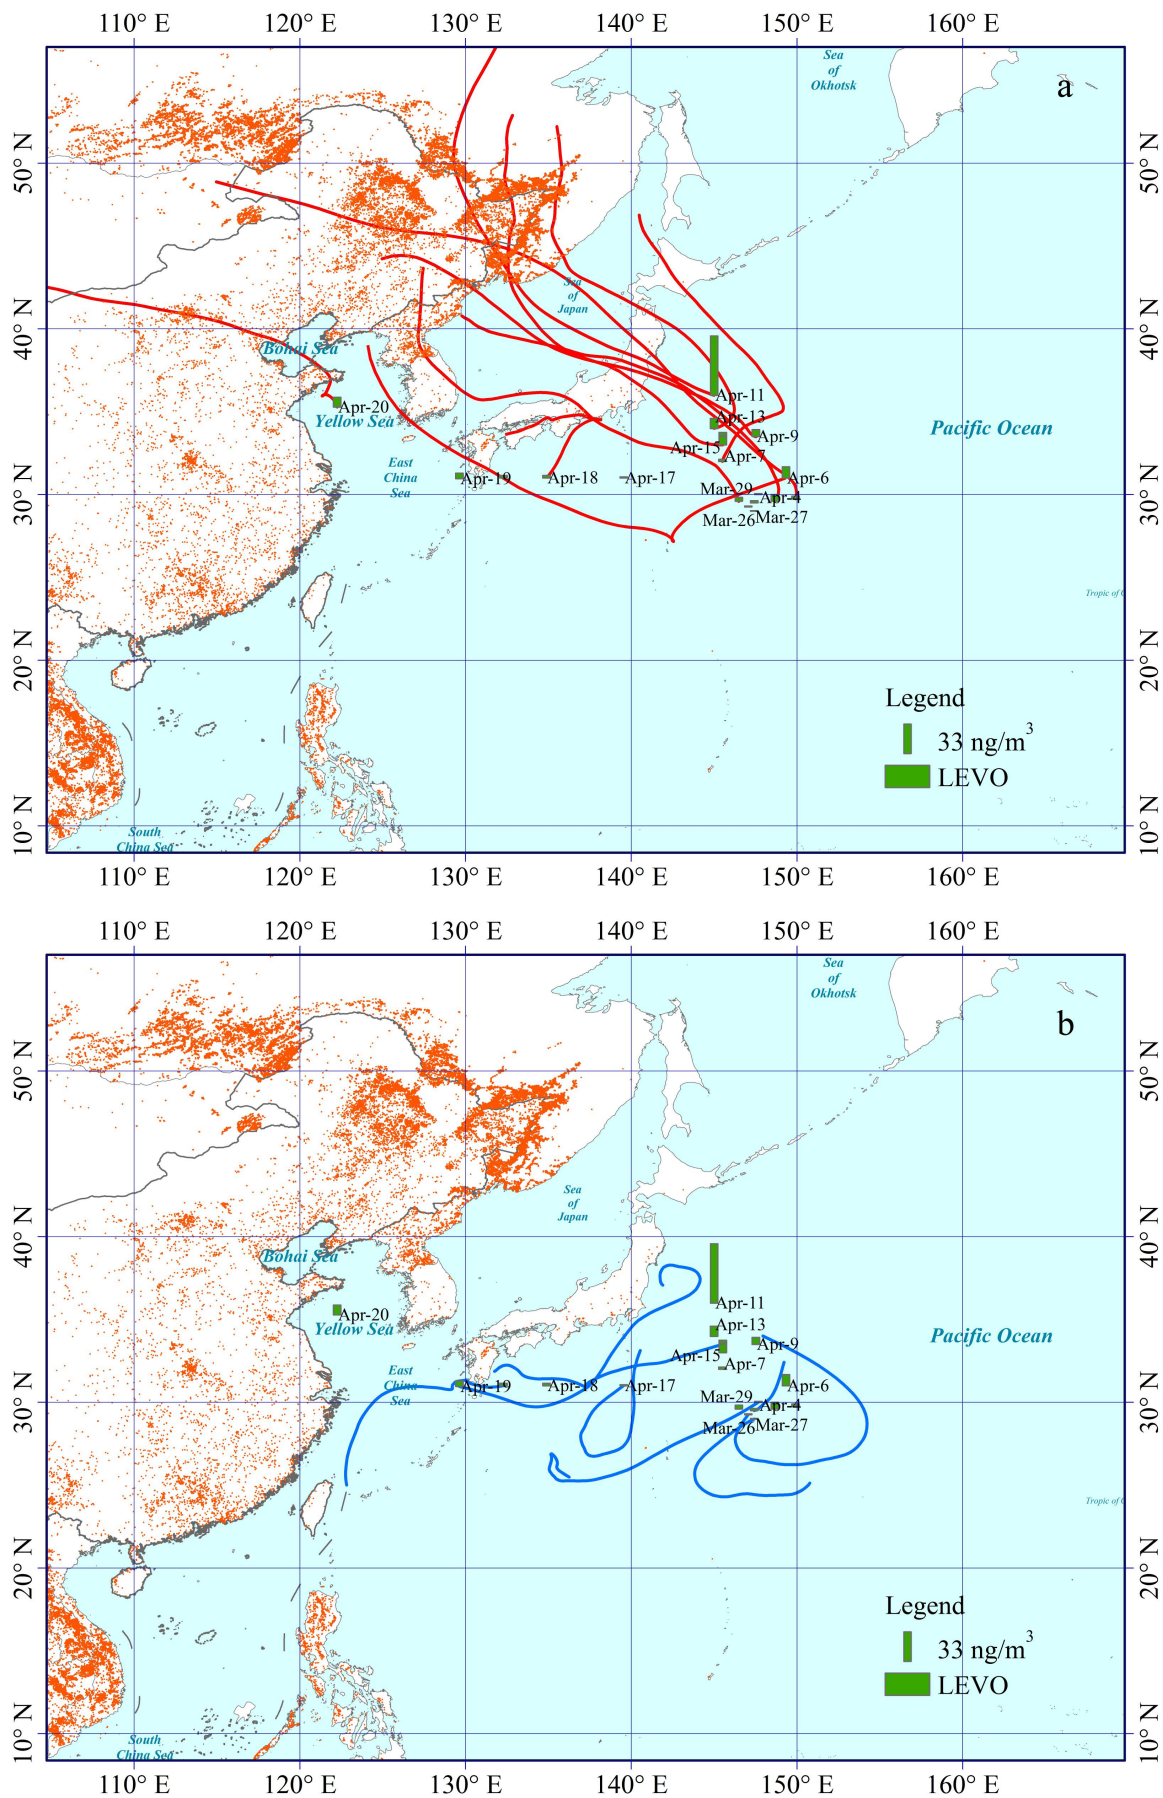 110° E 120° E 130° E 140° E 150° E 160° E
Sea
of
Okhotsk
a
50° N 50° N
Sea
of
Japan
40° N 40° N
Bohai Sea
Apr-11
Apr-20
Yellow Sea
Apr-13
Pacific Ocean
Apr-9
Apr-15
Apr-7
East
China
Sea
Apr-19
Apr-18
Apr-17
Apr-6
Mar-29
Apr-4
30° N 30° N
Mar-26
Mar-27
Tropic of
20° N 20° N
Legend
33 ng/m³
LEVO
10° N 10° N
South
China Sea
110° E 120° E 130° E 140° E 150° E 160° E
110° E 120° E 130° E 140° E 150° E 160° E
Sea
of
Okhotsk
b
50° N 50° N
Sea
of
Japan
40° N 40° N
Bohai Sea
Apr-11
Apr-20
Yellow Sea
Apr-13
Pacific Ocean
Apr-9
Apr-15
Apr-7
East
China
Sea
Apr-19
Apr-18
Apr-17
Apr-6
Mar-29
Apr-4
30° N 30° N
Mar-26
Mar-27
Tropic of
20° N 20° N
Legend
33 ng/m³
LEVO
10° N 10° N
South
China Sea
110° E 120° E 130° E 140° E 150° E 160° E